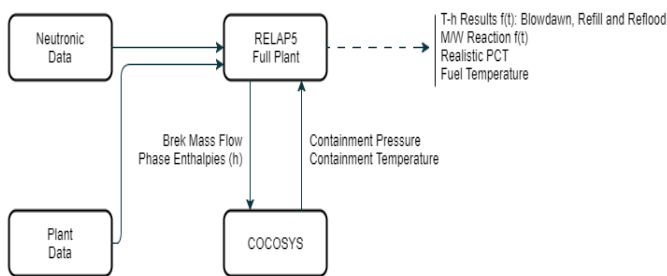 Neutronic
Data
RELAP5
Full Plant
T-h Results f(t): Blowdawn, Refill and Reflood
M/W Reaction f(t)
Realistic PCT
Fuel Temperature
Brek Mass Flow
Phase Enthalpies (h)
Containment Pressure
Containment Temperature
Plant
Data
COCOSYS